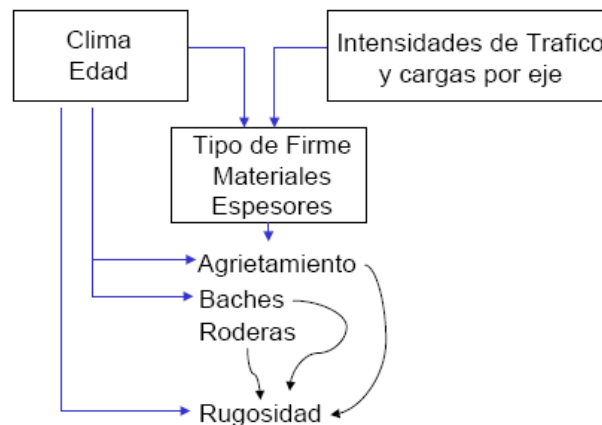 Clima
Edad
Intensidades de Trafico
y cargas por eje
Tipo de Firme
Materiales
Espesores
Agrietamiento
Baches
Roderas
Rugosidad